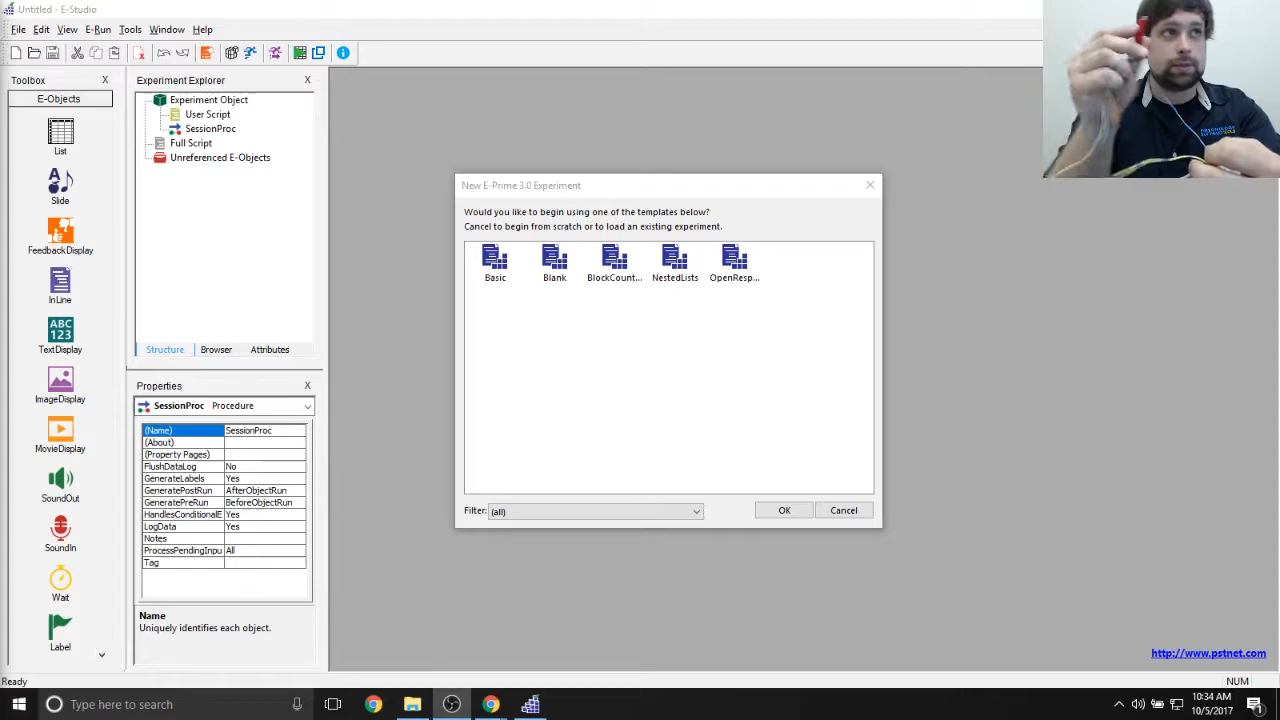 Untitled - E-Studio
File Edit View E-Run Tools Window Help
Toolbox X
E-Objects
List
Slide
FeedbackDisplay
InLine
ABC
123
TextDisplay
ImageDisplay
MovieDisplay
SoundOut
SoundIn
Wait
Label
Experiment Explorer X
Experiment Object
User Script
SessionProc
Full Script
Unreferenced E-Objects
Structure Browser Attributes
Properties X
SessionProc Procedure
(Name) SessionProc
(About)
(Property Pages)
FlushDataLog No
GenerateLabels Yes
GeneratePostRun AfterObjectRun
GeneratePreRun BeforeObjectRun
HandlesConditionalE Yes
LogData Yes
Notes
ProcessPendingInpu All
Tag
Name
Uniquely identifies each object.
New E-Prime 3.0 Experiment
Would you like to begin using one of the templates below?
Cancel to begin from scratch or to load an existing experiment.
Basic Blank BlockCount... NestedLists OpenResp...
Filter: (all) OK Cancel
PSYCHOLOGY
SOFTWARE TOOLS
http://www.pstnet.com
Ready NUM
Type here to search
10:34 AM
10/5/2017
1